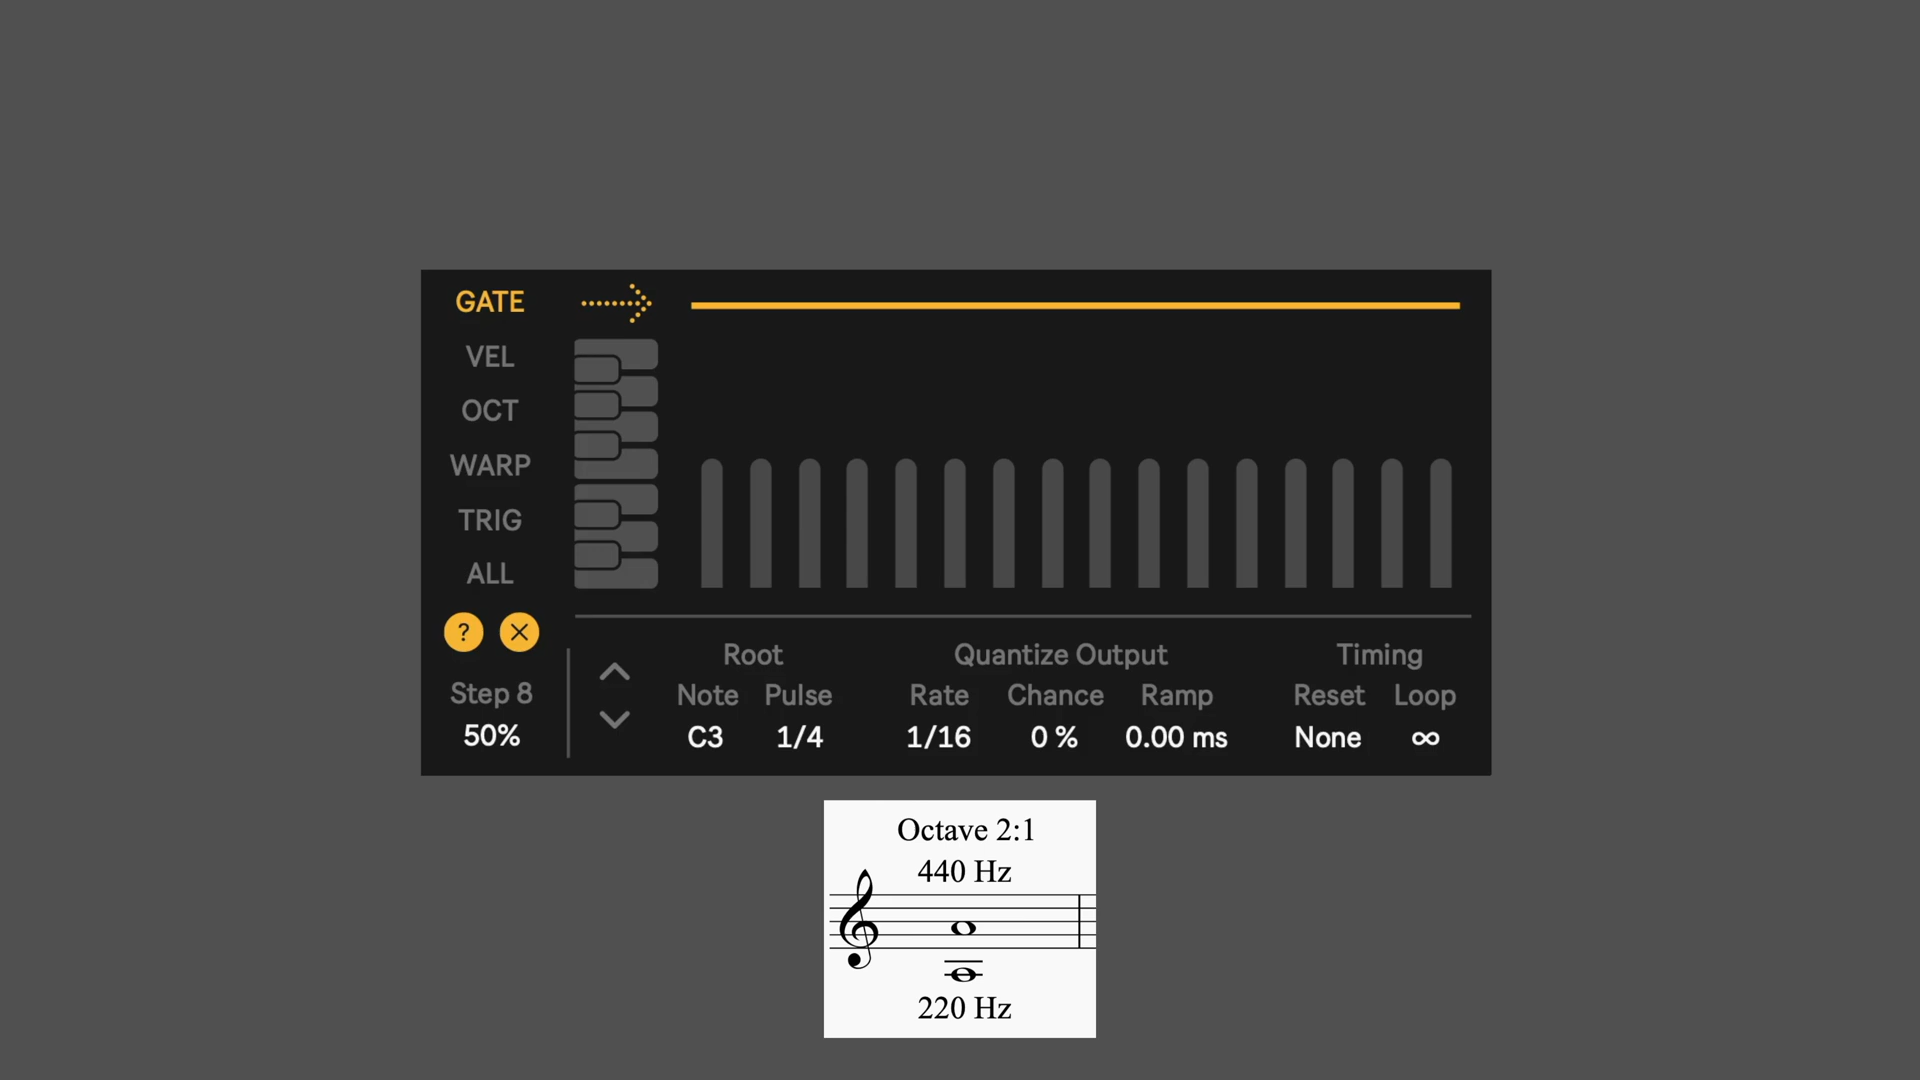 GATE
VEL
OCT
WARP
TRIG
ALL
?
Step 8
50%
Root
Quantize Output
Timing
Note Pulse Rate Chance Ramp Reset Loop
C3 1/4 1/16 0 % 0.00 ms None ∞
Octave 2:1
440 Hz
220 Hz